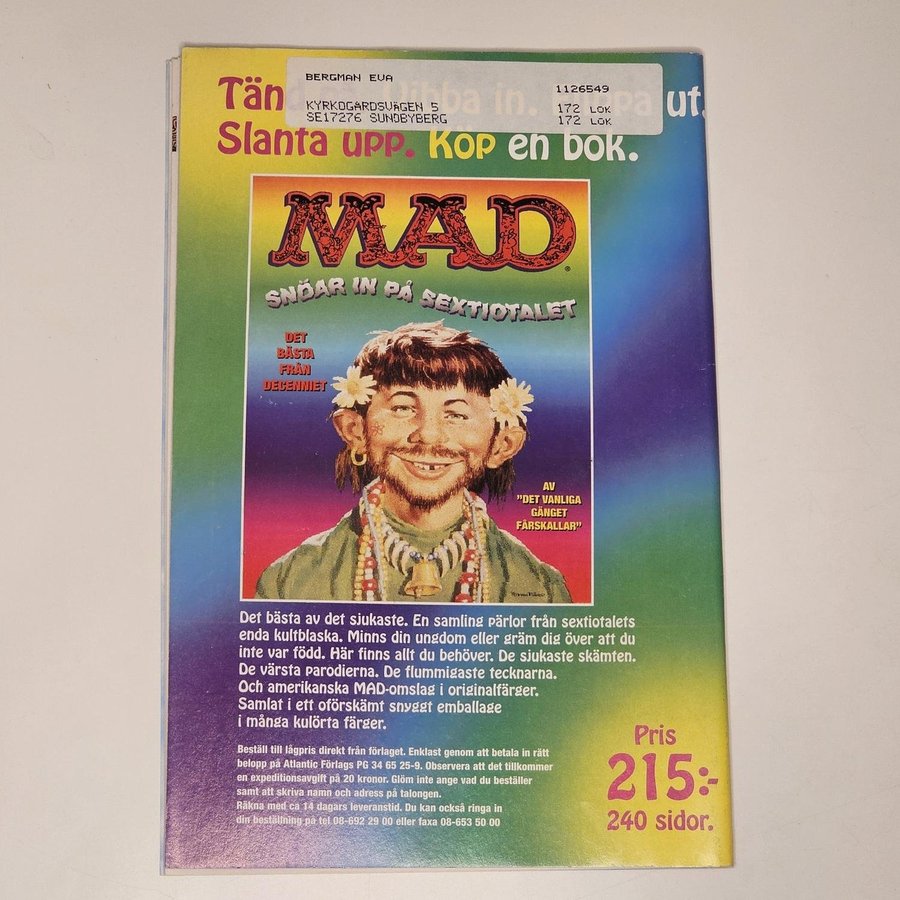 BERGMAN EVA
1126549
KYRKOGARDSVÄGEN 5
172 LOK
SE17276 SUNDBYBERG
172 LOK
Tän
in.
ut.
Slanta upp. Köp en bok.
MAD
SNÖAR IN PÅ SEXTIOTALET
DET
BÄSTA
FRÅN
DECENNIET
AV
"DET VANLIGA
GÄNGET
FÅRSKALLAR"
Det bästa av det sjukaste. En samling pärlor från sextiotalets
enda kultblaska. Minns din ungdom eller gräm dig över att du
inte var född. Här finns allt du behöver. De sjukaste skämten.
De värsta parodierna. De flummigaste tecknarna.
Och amerikanska MAD-omslag i originalfärger.
Samlat i ett oförskämt snyggt emballage
i många kulörta färger.
Beställ till lågpris direkt från förlaget. Enklast genom att betala in rätt
belopp på Atlantic Förlags PG 34 65 25-9. Observera att det tillkommer
en expeditionsavgift på 20 kronor. Glöm inte ange vad du beställer
samt att skriva namn och adress på talongen.
Räkna med ca 14 dagars leveranstid. Du kan också ringa in
din beställning på tel 08-692 29 00 eller faxa 08-653 50 00
Pris
215:-
240 sidor.